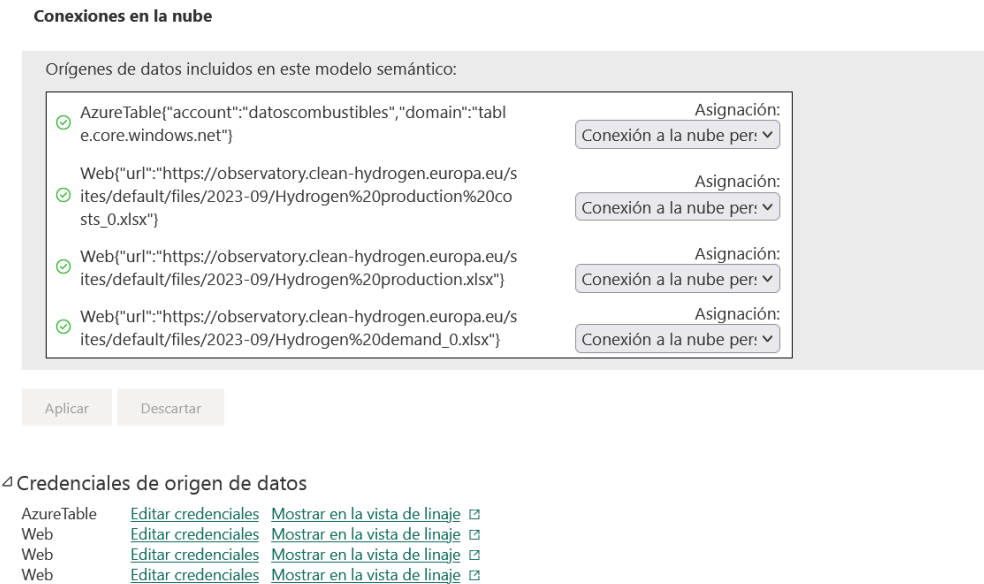 Conexiones en la nube
Orígenes de datos incluidos en este modelo semántico:
AzureTable{"account":"datoscombustibles","domain":"tabl
e.core.windows.net"}
Asignación:
Conexión a la nube pers
Web{"url":"https://observatory.clean-hydrogen.europa.eu/s
ites/default/files/2023-09/Hydrogen%20production%20co
sts_0.xlsx"}
Asignación:
Conexión a la nube pers
Web{"url":"https://observatory.clean-hydrogen.europa.eu/s
ites/default/files/2023-09/Hydrogen%20production.xlsx"}
Asignación:
Conexión a la nube pers
Web{"url":"https://observatory.clean-hydrogen.europa.eu/s
ites/default/files/2023-09/Hydrogen%20demand_0.xlsx"}
Asignación:
Conexión a la nube pers
Aplicar Descartar
Credenciales de origen de datos
AzureTable Editar credenciales Mostrar en la vista de linaje
Web Editar credenciales Mostrar en la vista de linaje
Web Editar credenciales Mostrar en la vista de linaje
Web Editar credenciales Mostrar en la vista de linaje